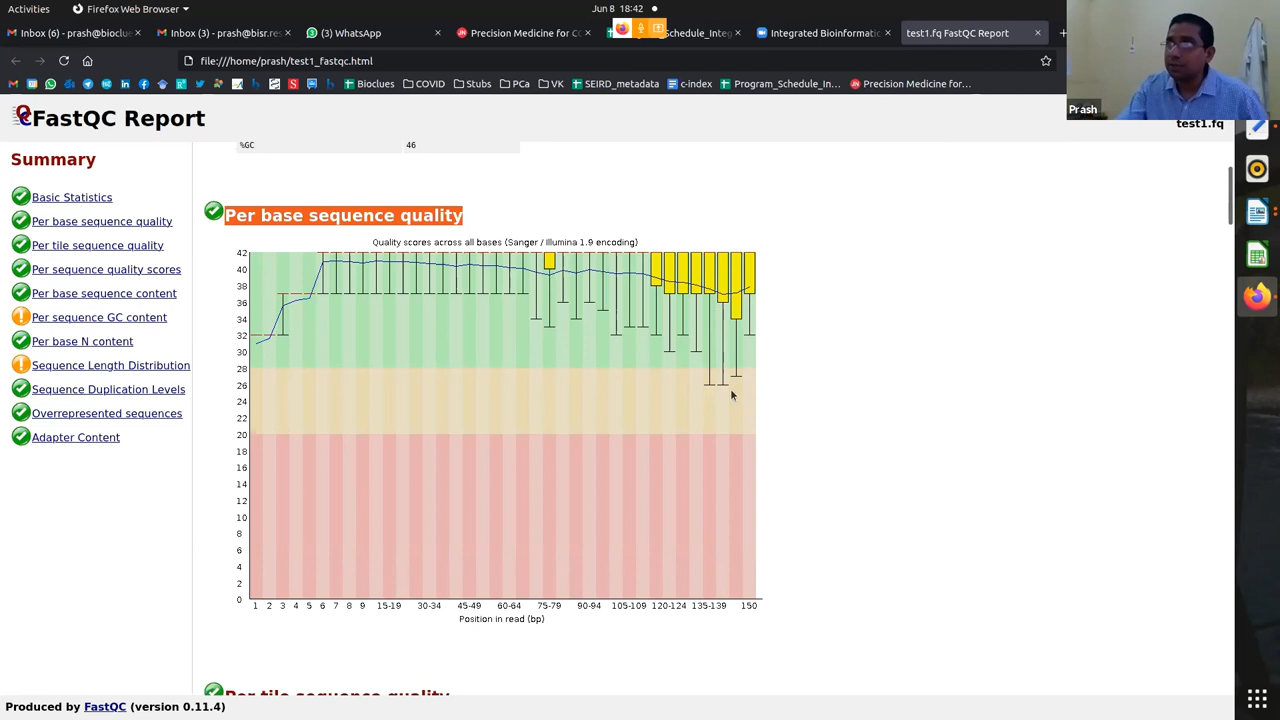 Activities
Firefox Web Browser
Jun 8 18:42
Inbox (6) - prash@bioclue
Inbox (3) - prash@bisr.res
(3) WhatsApp
Precision Medicine for CO
_Schedule_Integ
Integrated Bioinformatic
test1.fq FastQC Report
file:///home/prash/test1_fastqc.html
Bioclues
COVID
Stubs
PCa
VK
SEIRD_metadata
c-index
Program_Schedule_In...
Precision Medicine for...
Prash
FastQC Report
test1.fq
Summary
Basic Statistics
Per base sequence quality
Per tile sequence quality
Per sequence quality scores
Per base sequence content
Per sequence GC content
Per base N content
Sequence Length Distribution
Sequence Duplication Levels
Overrepresented sequences
Adapter Content
%GC 46
Per base sequence quality
Quality scores across all bases (Sanger / Illumina 1.9 encoding)
42
40
38
36
34
32
30
28
26
24
22
20
18
16
14
12
10
8
6
4
2
0
1 2 3 4 5 6 7 8 9 15-19 30-34 45-49 60-64 75-79 90-94 105-109 120-124 135-139 150
Position in read (bp)
Per tile sequence quality
Produced by FastQC (version 0.11.4)